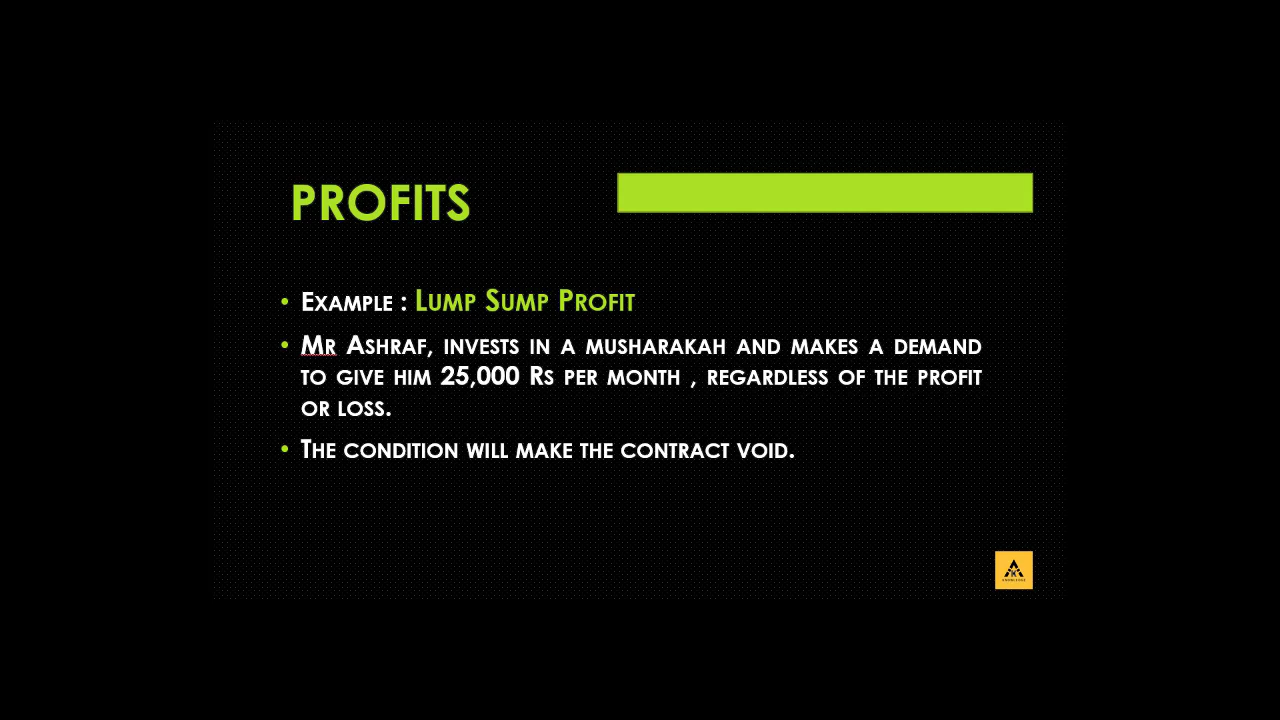 PROFITS
• EXAMPLE : LUMP SUMP PROFIT
• MR ASHRAF, INVESTS IN A MUSHARAKAH AND MAKES A DEMAND
TO GIVE HIM 25,000 RS PER MONTH , REGARDLESS OF THE PROFIT
OR LOSS.
• THE CONDITION WILL MAKE THE CONTRACT VOID.